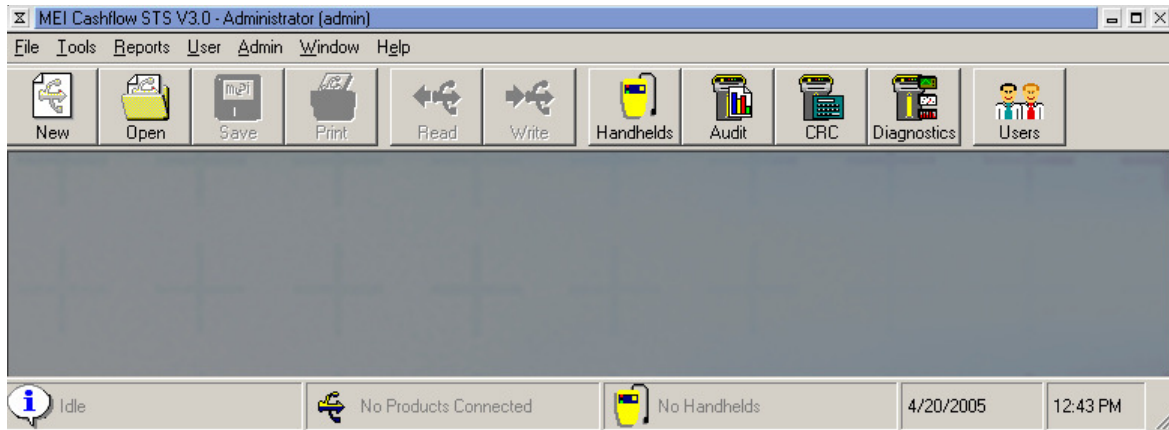 MEI Cashflow STS V3.0 - Administrator (admin)
File Tools Reports User Admin Window Help
mei
New Open Save Print Read Write Handhelds Audit CRC Diagnostics Users
Idle No Products Connected No Handhelds 4/20/2005 12:43 PM